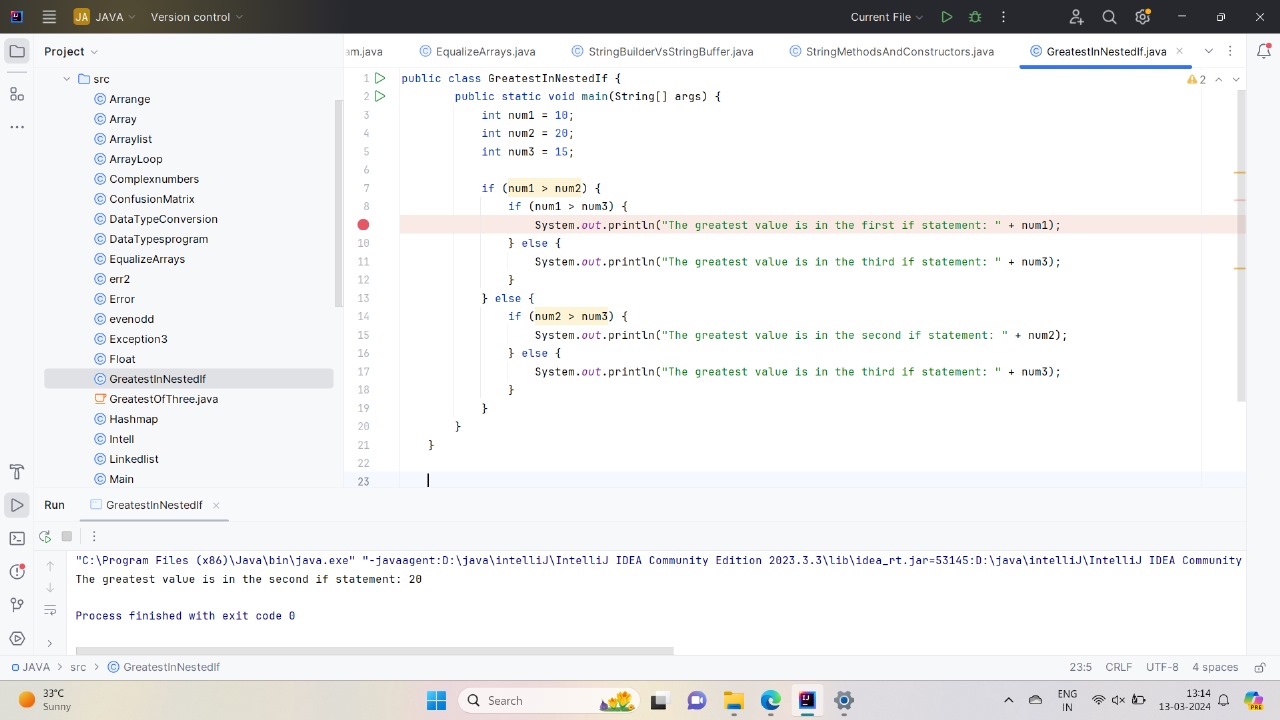 JA JAVA Version control Current File
Project
am.java EqualizeArrays.java StringBuilderVsStringBuffer.java StringMethodsAndConstructors.java GreatestInNestedIf.java
src
Arrange
Array
Arraylist
ArrayLoop
Complexnumbers
ConfusionMatrix
DataTypeConversion
DataTypesprogram
EqualizeArrays
err2
Error
evenodd
Exception3
Float
GreatestInNestedIf
GreatestOfThree.java
Hashmap
Intell
Linkedlist
Main
2
1 public class GreatestInNestedIf {
2 public static void main(String[] args) {
3 int num1 = 10;
4 int num2 = 20;
5 int num3 = 15;
6
7 if (num1 > num2) {
8 if (num1 > num3) {
System.out.println("The greatest value is in the first if statement: " + num1);
10 } else {
11 System.out.println("The greatest value is in the third if statement: " + num3);
12 }
13 } else {
14 if (num2 > num3) {
15 System.out.println("The greatest value is in the second if statement: " + num2);
16 } else {
17 System.out.println("The greatest value is in the third if statement: " + num3);
18 }
19 }
20 }
21 }
22
23
Run GreatestInNestedIf
"C:\Program Files (x86)\Java\bin\java.exe" "-javaagent:D:\java\intelliJ\IntelliJ IDEA Community Edition 2023.3.3\lib\idea_rt.jar=53145:D:\java\intelliJ\IntelliJ IDEA Community
The greatest value is in the second if statement: 20
Process finished with exit code 0
JAVA > src > GreatestInNestedIf 23:5 CRLF UTF-8 4 spaces
33°C
Sunny
Search
ENG
IN
13:14
13-03-2024
PRE